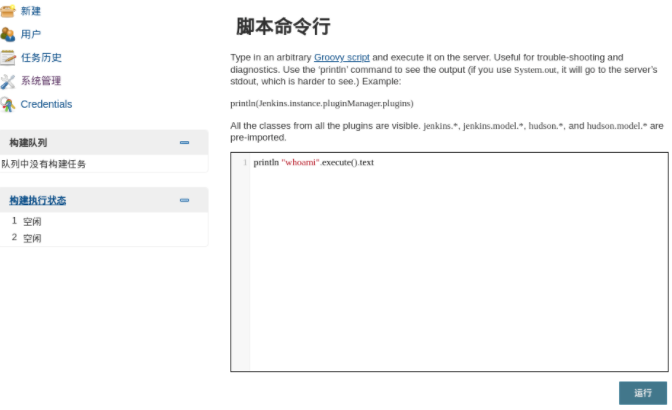 新建
用户
任务历史
系统管理
Credentials
构建队列
队列中没有构建任务
构建执行状态
1 空闲
2 空闲
脚本命令行
Type in an arbitrary Groovy script and execute it on the server. Useful for trouble-shooting and
diagnostics. Use the 'println' command to see the output (if you use System.out, it will go to the server's
stdout, which is harder to see.) Example:
println(Jenkins.instance.pluginManager.plugins)
All the classes from all the plugins are visible. jenkins.*, jenkins.model.*, hudson.*, and hudson.model.* are
pre-imported.
1 println "whoami".execute().text
运行